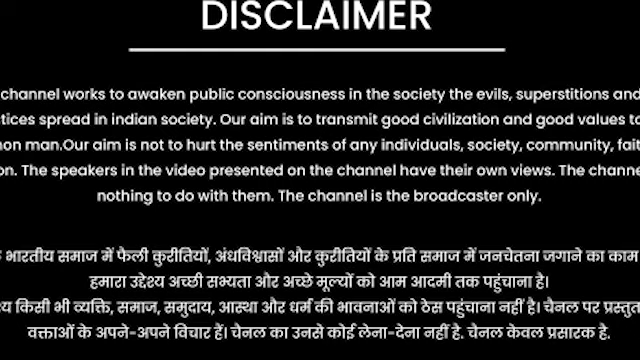 DISCLAIMER
channel works to awaken public consciousness in the society the evils, superstitions and
tices spread in indian society. Our aim is to transmit good civilization and good values to
non man.Our aim is not to hurt the sentiments of any individuals, society, community, fait
on. The speakers in the video presented on the channel have their own views. The channe
nothing to do with them. The channel is the broadcaster only.
भारतीय समाज में फैली कुरीतियों, अंधविश्वासों और कुरीतियों के प्रति समाज में जनचेतना जगाने का काम
हमारा उद्देश्य अच्छी सभ्यता और अच्छे मूल्यों को आम आदमी तक पहुंचाना है।
य किसी भी व्यक्ति, समाज, समुदाय, आस्था और धर्म की भावनाओं को ठेस पहुंचाना नहीं है। चैनल पर प्रस्तुत
वक्ताओं के अपने-अपने विचार हैं। चैनल का उनसे कोई लेना-देना नहीं है. चैनल केवल प्रसारक है.